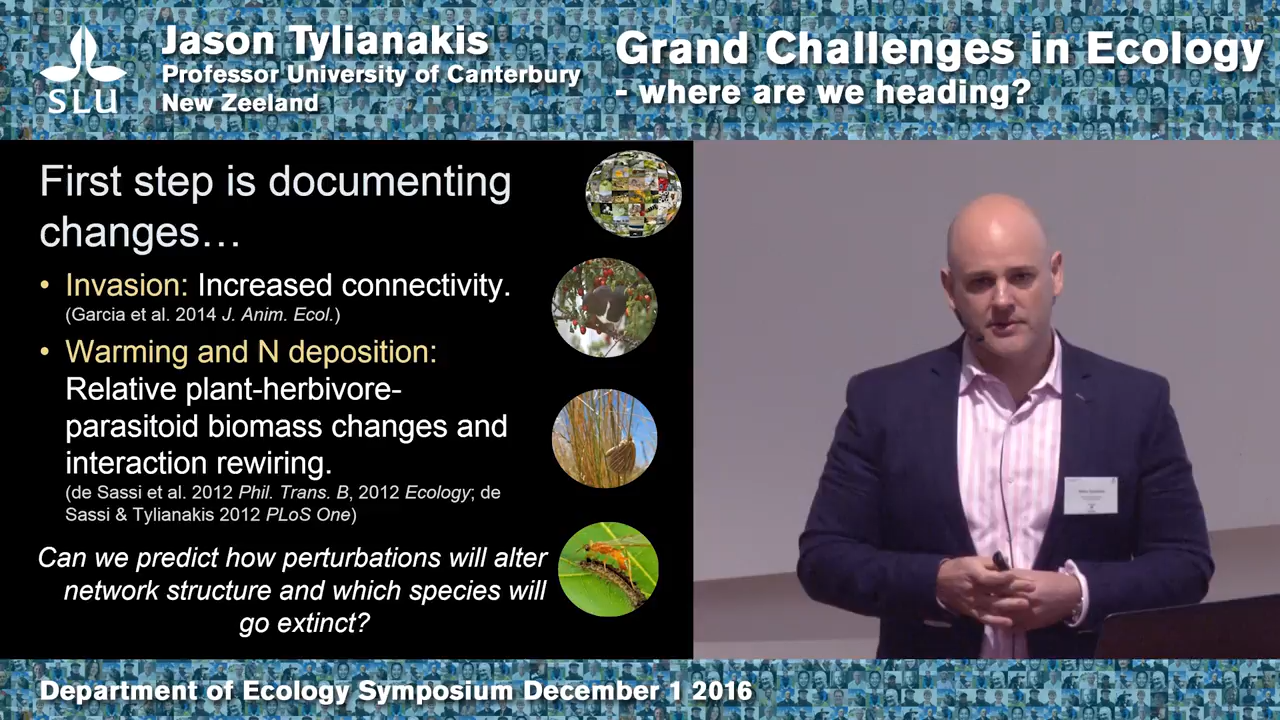 SLU
Jason Tylianakis
Professor University of Canterbury
New Zeeland
Grand Challenges in Ecology
- where are we heading?
First step is documenting
changes…
• Invasion: Increased connectivity.
(Garcia et al. 2014 J. Anim. Ecol.)
• Warming and N deposition:
Relative plant-herbivore-
parasitoid biomass changes and
interaction rewiring.
(de Sassi et al. 2012 Phil. Trans. B, 2012 Ecology; de
Sassi & Tylianakis 2012 PLoS One)
Can we predict how perturbations will alter
network structure and which species will
go extinct?
Department of Ecology Symposium December 1 2016